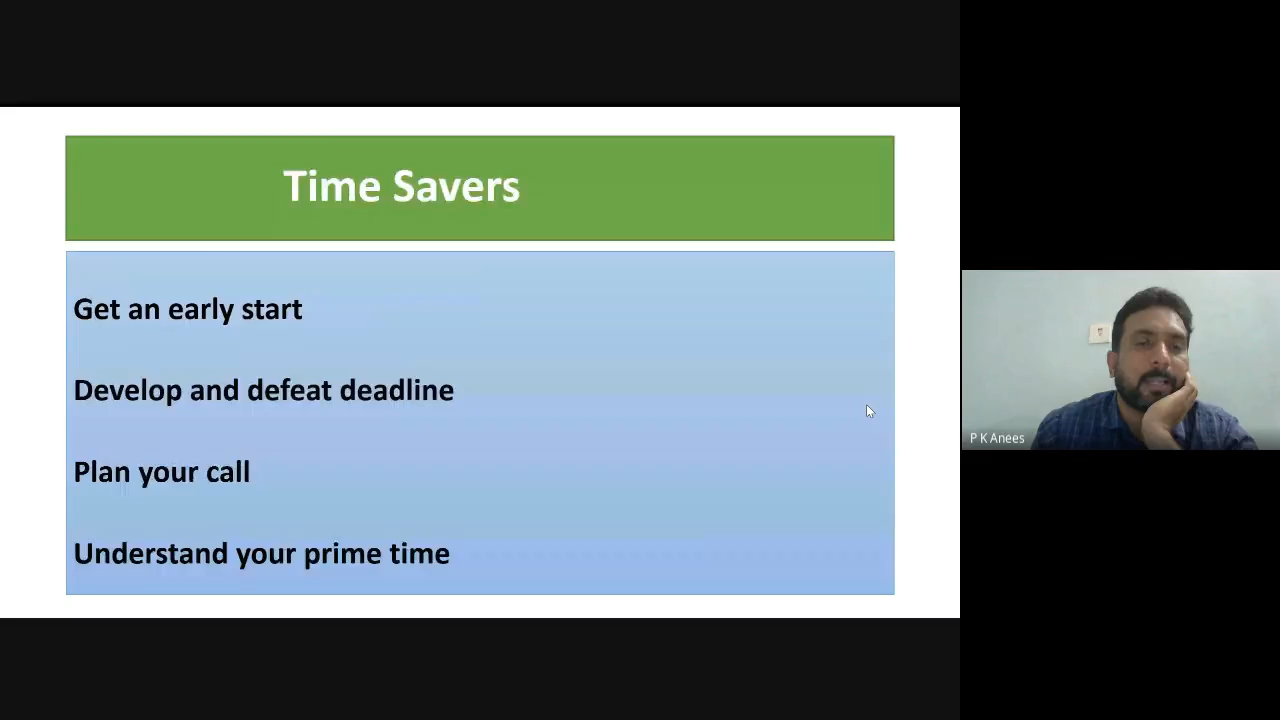 Time Savers
Get an early start
Develop and defeat deadline
Plan your call
Understand your prime time
P K Anees